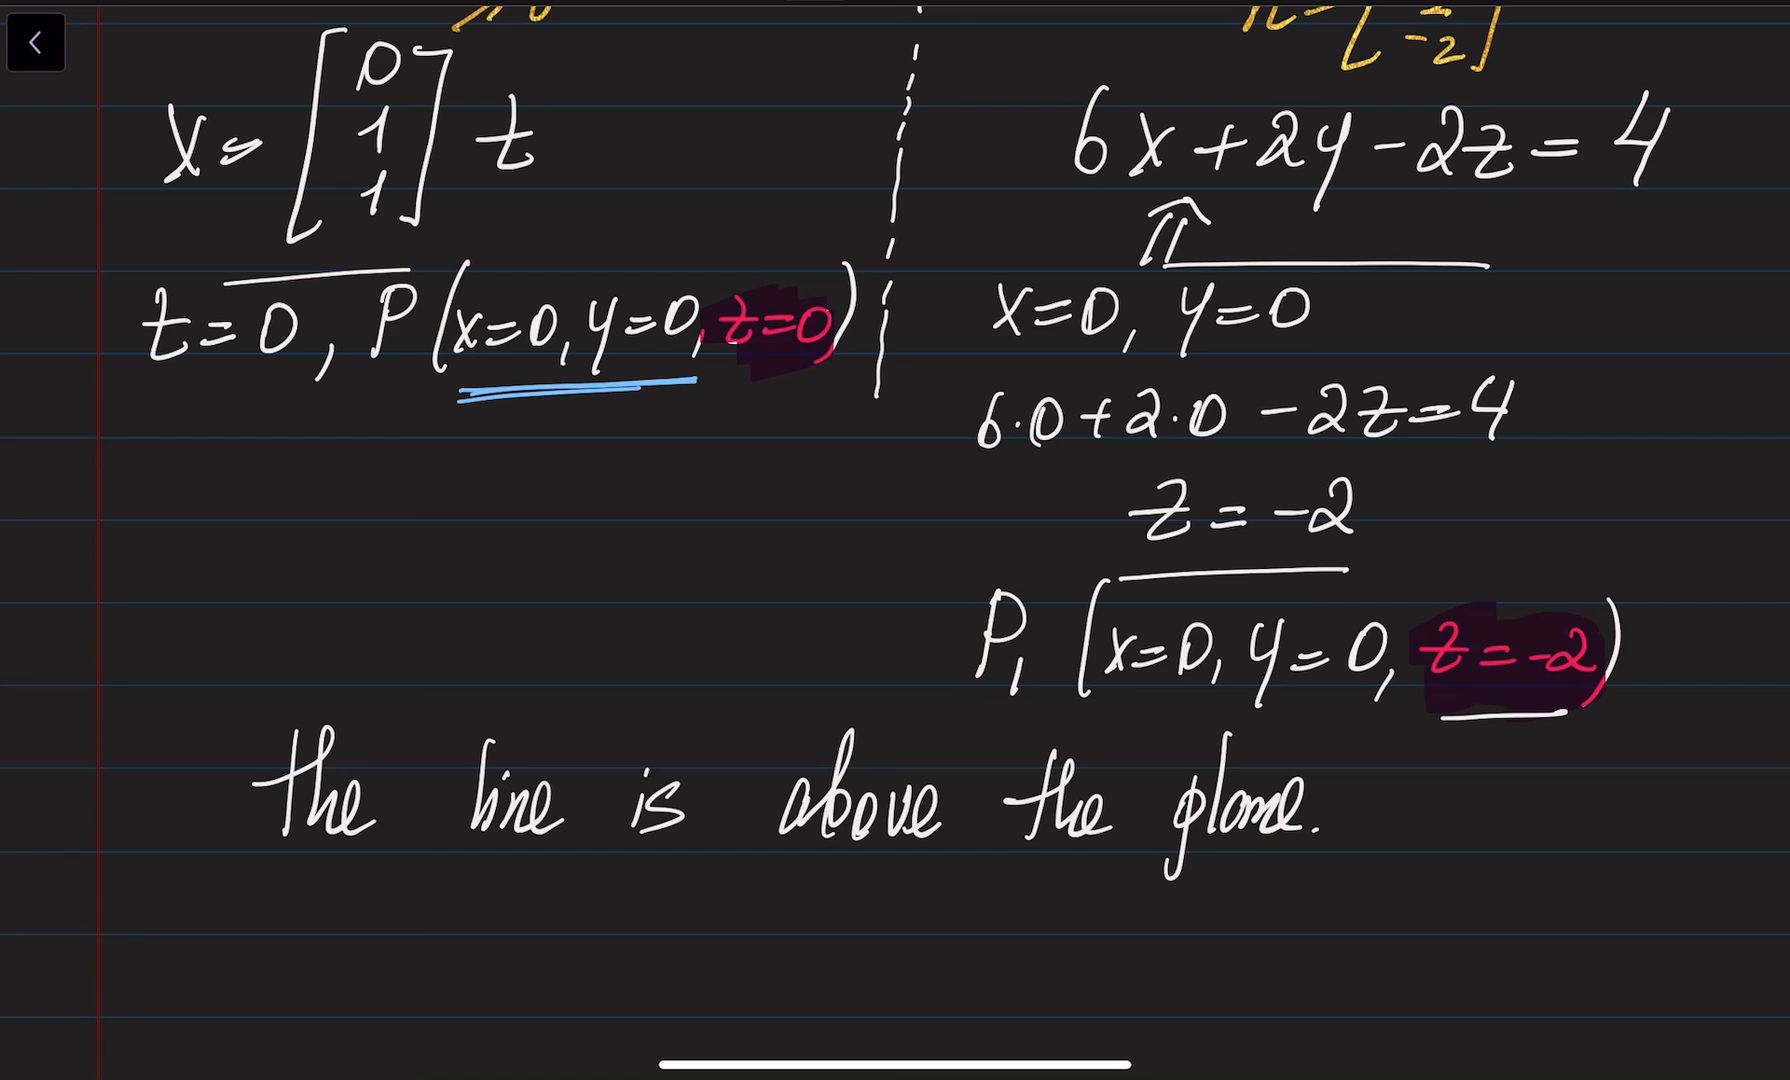 x = [0 1 1] t
t=0, P (x=0, y=0, z=0)
-2]
6x+2y-2z=4
π
x=0, y=0
6·0+2·0-2z=4
z=-2
P₁ (x=0, y=0, z=-2)
the line is above the plane.